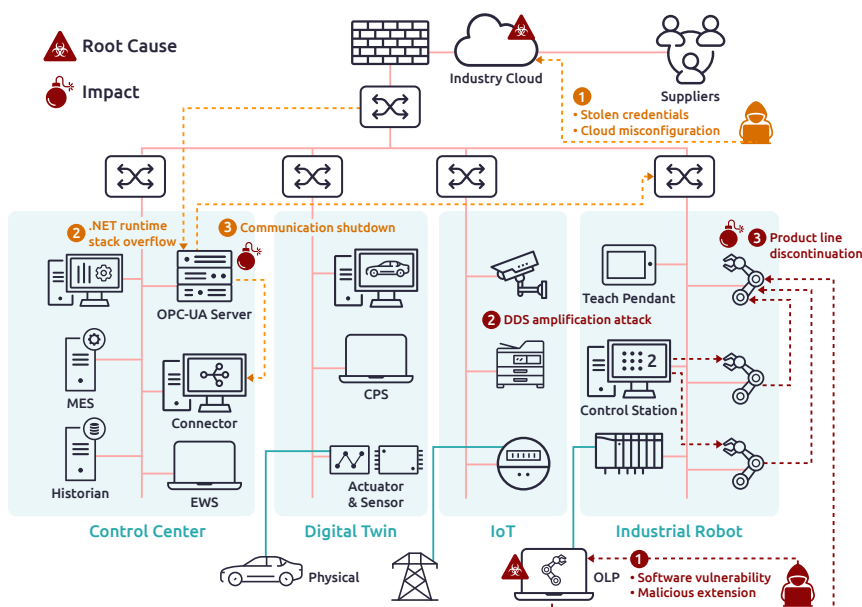 Root Cause
Impact
Industry Cloud
Suppliers
1
• Stolen credentials
• Cloud misconfiguration
2 .NET runtime
stack overflow
3 Communication shutdown
OPC-UA Server
MES
Connector
Historian
EWS
Control Center
CPS
Actuator
& Sensor
Digital Twin
2 DDS amplification attack
IoT
3 Product line
discontinuation
Teach Pendant
2
Control Station
Industrial Robot
Physical
OLP
1
• Software vulnerability
• Malicious extension